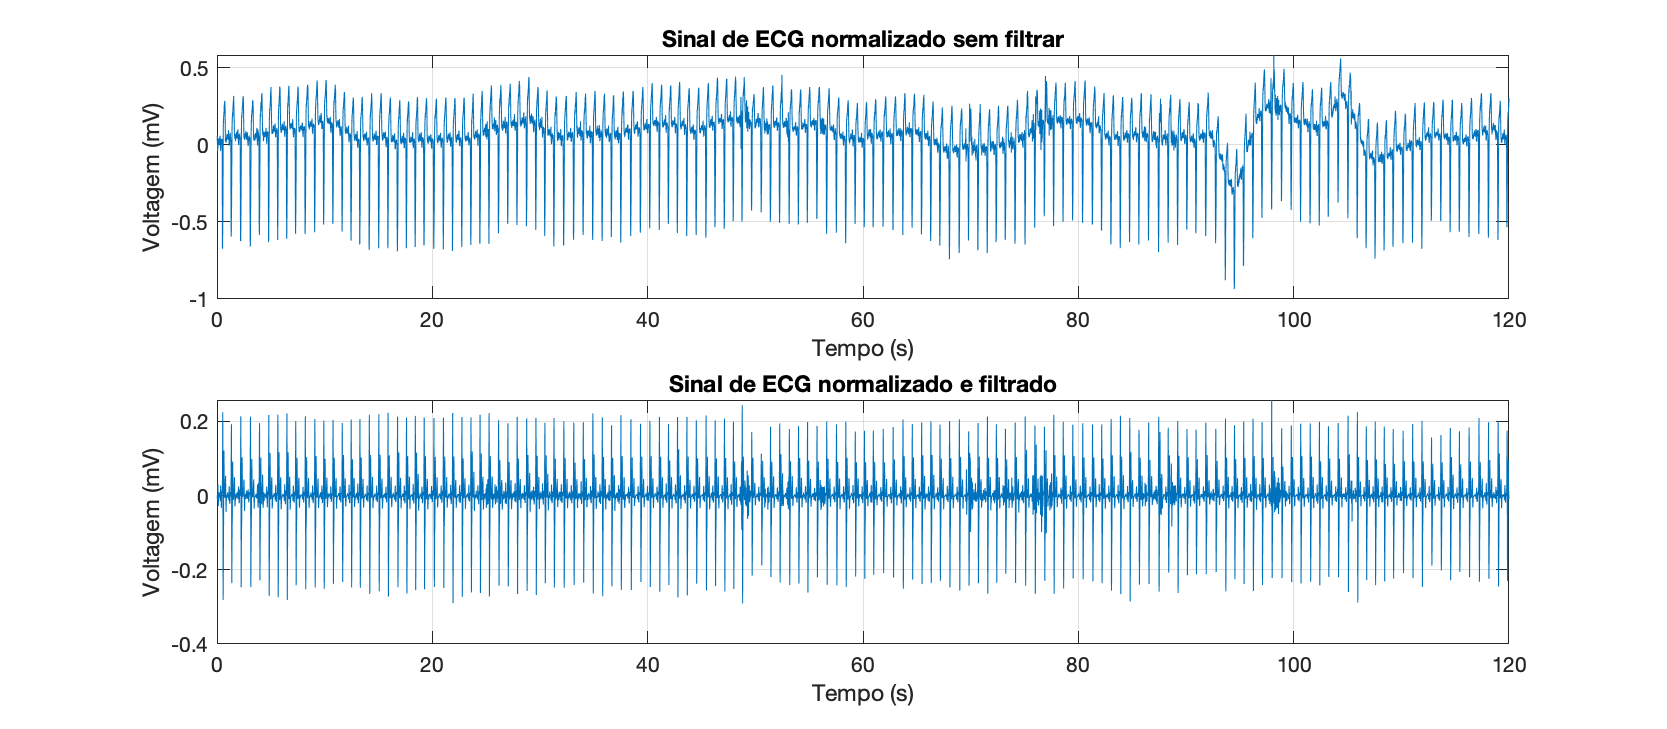 Sinal de ECG normalizado sem filtrar
0.5
0
-0.5
-1
Voltagem (mV)
0 20 40 60 80 100 120
Tempo (s)
Sinal de ECG normalizado e filtrado
0.2
0
-0.2
-0.4
Voltagem (mV)
0 20 40 60 80 100 120
Tempo (s)